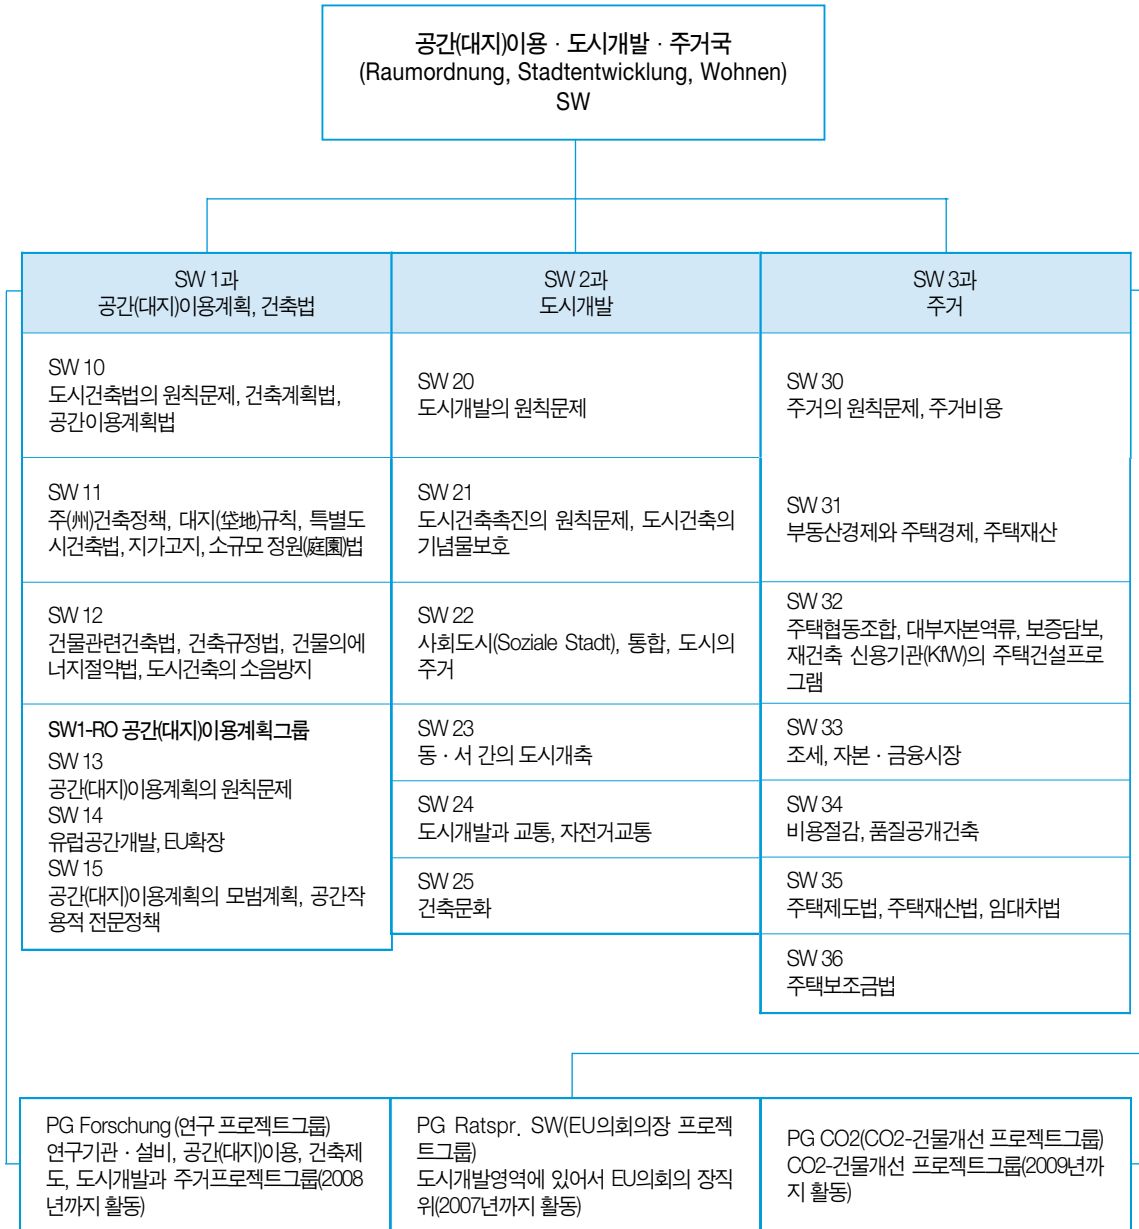 공간(대지)이용 · 도시개발 · 주거국
(Raumordnung, Stadtentwicklung, Wohnen)
SW
SW 1과
공간(대지)이용계획, 건축법
SW 10
도시건축법의 원칙문제, 건축계획법,
공간이용계획법
SW 11
주(州)건축정책, 대지(垈地)규칙, 특별도
시건축법, 지가고지, 소규모 정원(庭園)법
SW 12
건물관련건축법, 건축규정법, 건물의에
너지절약법, 도시건축의 소음방지
SW1-RO 공간(대지)이용계획그룹
SW 13
공간(대지)이용계획의 원칙문제
SW 14
유럽공간개발, EU확장
SW 15
공간(대지)이용계획의 모범계획, 공간작
용적 전문정책
SW 2과
도시개발
SW 20
도시개발의 원칙문제
SW 21
도시건축촉진의 원칙문제, 도시건축의
기념물보호
SW 22
사회도시(Soziale Stadt), 통합, 도시의
주거
SW 23
동 · 서 간의 도시개축
SW 24
도시개발과 교통, 자전거교통
SW 25
건축문화
SW 3과
주거
SW 30
주거의 원칙문제, 주거비용
SW 31
부동산경제와 주택경제, 주택재산
SW 32
주택협동조합, 대부자본역류, 보증담보,
재건축 신용기관(KfW)의 주택건설프로
그램
SW 33
조세, 자본 · 금융시장
SW 34
비용절감, 품질공개건축
SW 35
주택제도법, 주택재산법, 임대차법
SW 36
주택보조금법
PG Forschung (연구 프로젝트그룹)
연구기관 · 설비, 공간(대지)이용, 건축제
도, 도시개발과 주거프로젝트그룹(2008
년까지 활동)
PG Ratspr. SW(EU의회의장 프로젝
트그룹)
도시개발영역에 있어서 EU의회의 장직
위(2007년까지 활동)
PG CO2(CO2-건물개선 프로젝트그룹)
CO2-건물개선 프로젝트그룹(2009년까
지 활동)